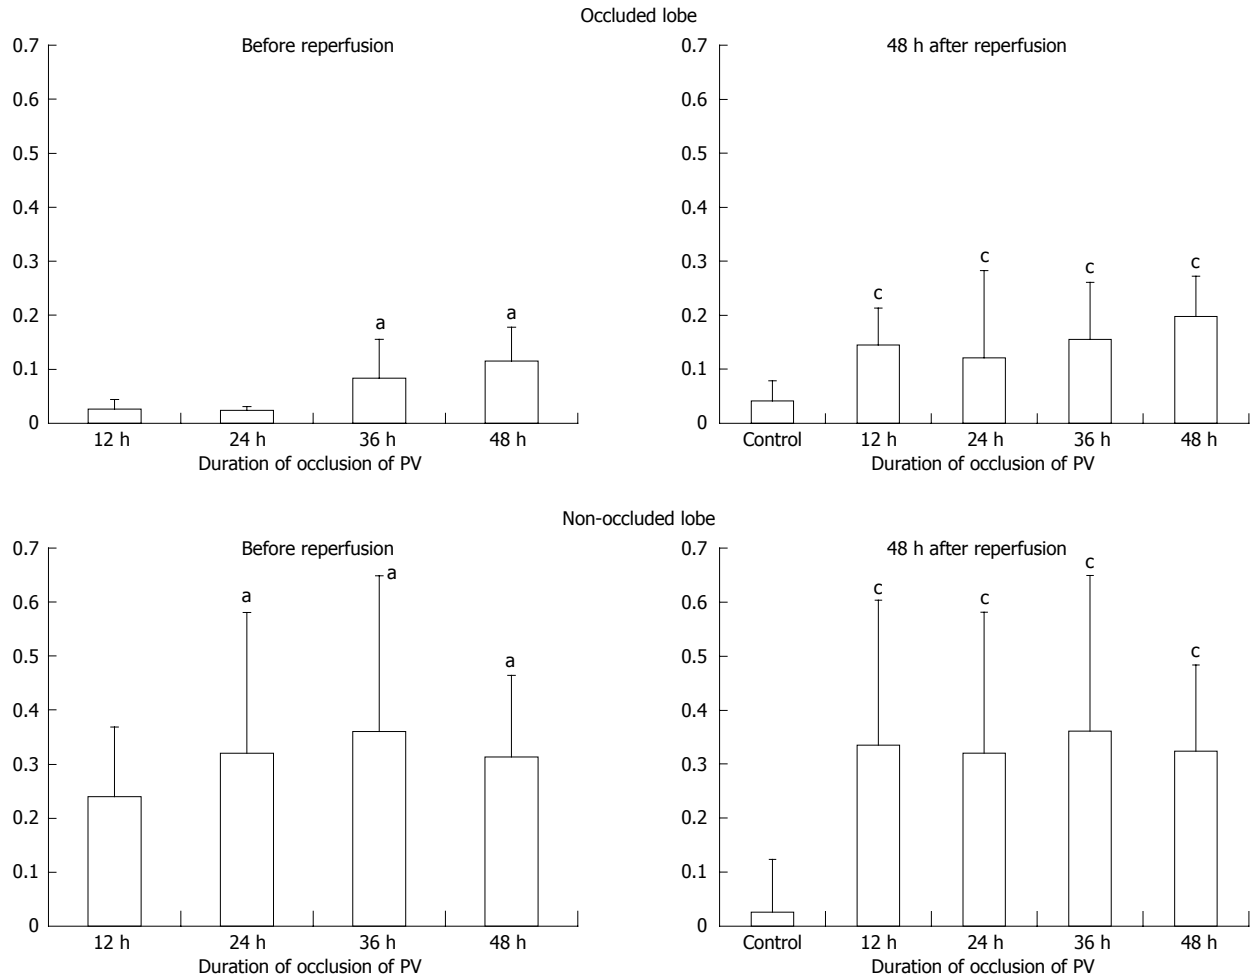 Occluded lobe
Before reperfusion
0.7
0.6
0.5
0.4
0.3
0.2
0.1
0
a
a
12 h 24 h 36 h 48 h
Duration of occlusion of PV
48 h after reperfusion
0.7
0.6
0.5
0.4
0.3
0.2
0.1
0
c
c
c
c
Control 12 h 24 h 36 h 48 h
Duration of occlusion of PV
Non-occluded lobe
Before reperfusion
0.7
0.6
0.5
0.4
0.3
0.2
0.1
0
a
a
a
12 h 24 h 36 h 48 h
Duration of occlusion of PV
48 h after reperfusion
0.7
0.6
0.5
0.4
0.3
0.2
0.1
0
c
c
c
c
Control 12 h 24 h 36 h 48 h
Duration of occlusion of PV